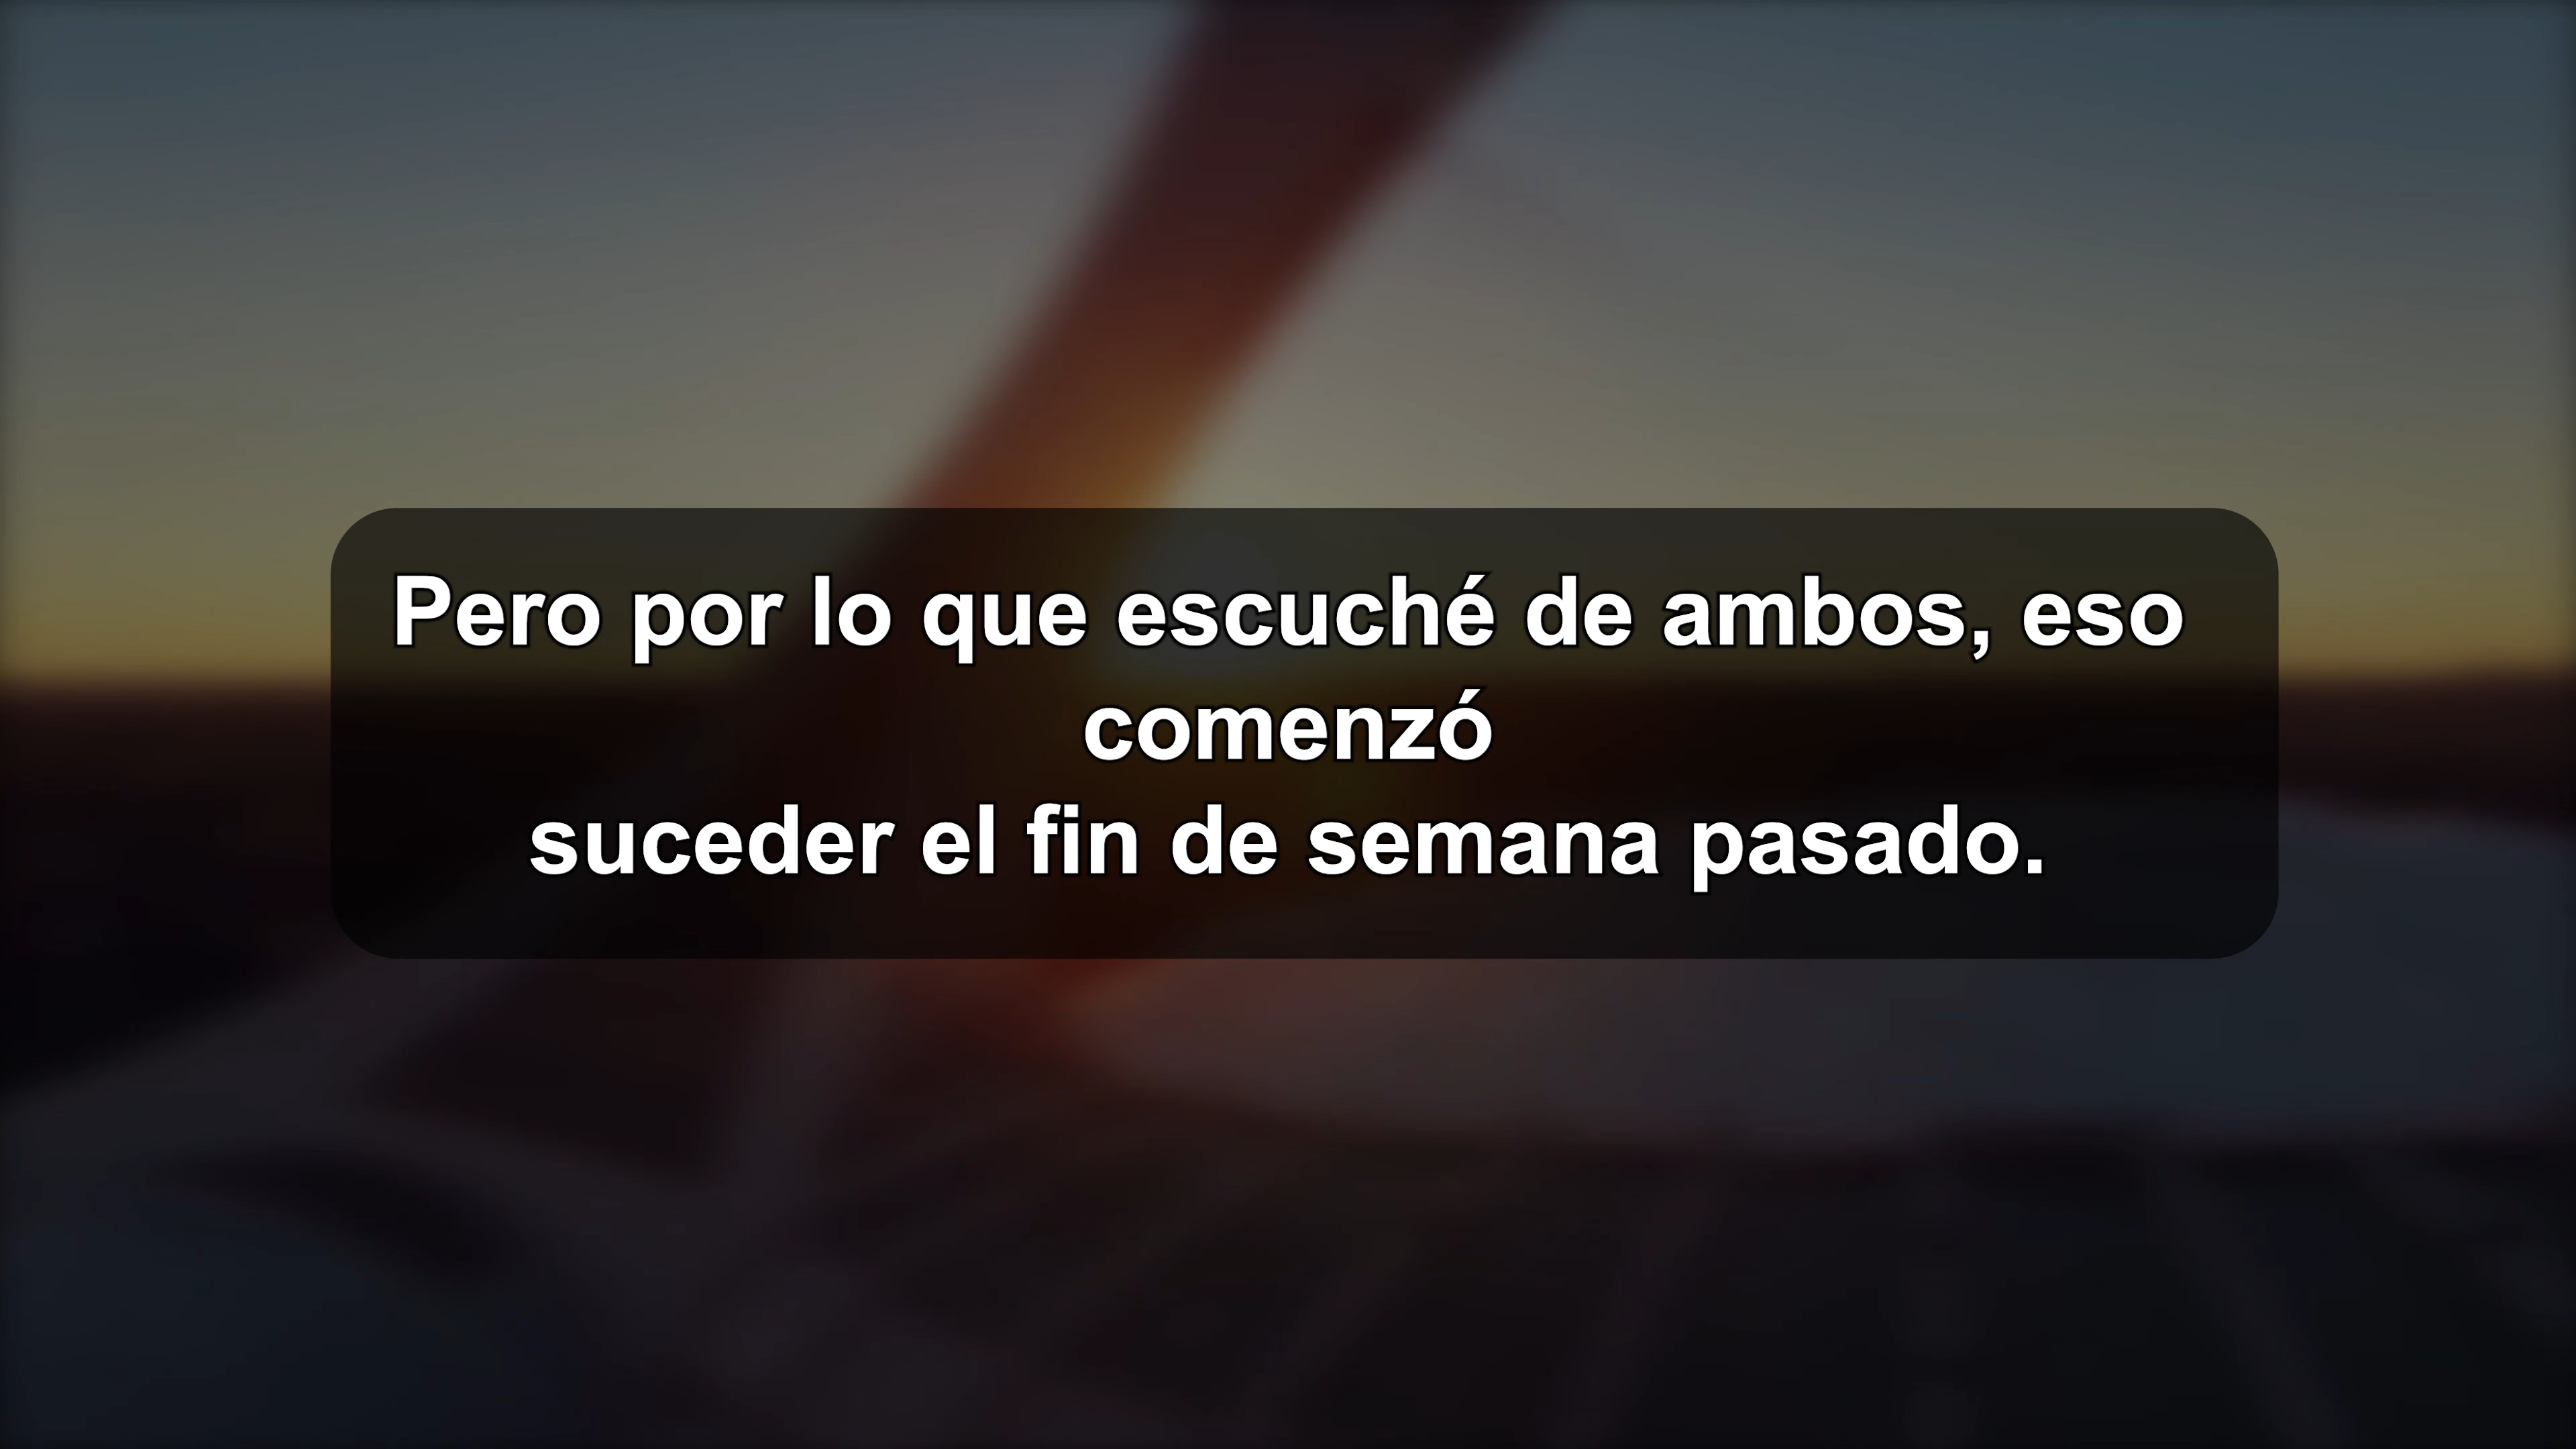 Pero por lo que escuché de ambos, eso
comenzó
suceder el fin de semana pasado.